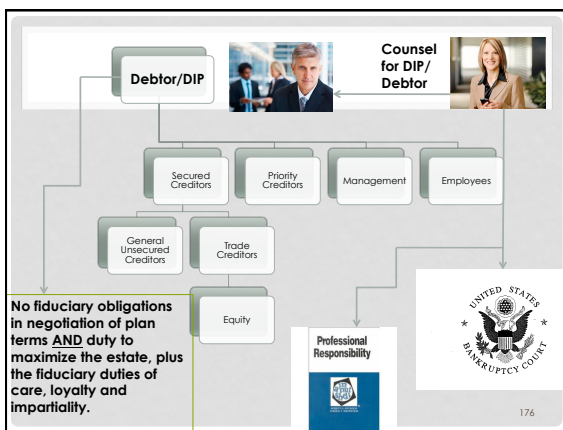 Debtor/DIP
Counsel
for DIP/
Debtor
Secured
Creditors
Priority
Creditors
Management
Employees
General
Unsecured
Creditors
Trade
Creditors
Equity
No fiduciary obligations
in negotiation of plan
terms AND duty to
maximize the estate, plus
the fiduciary duties of
care, loyalty and
impartiality.
Professional
Responsibility
UNITED STATES
BANKRUPTCY COURT
176